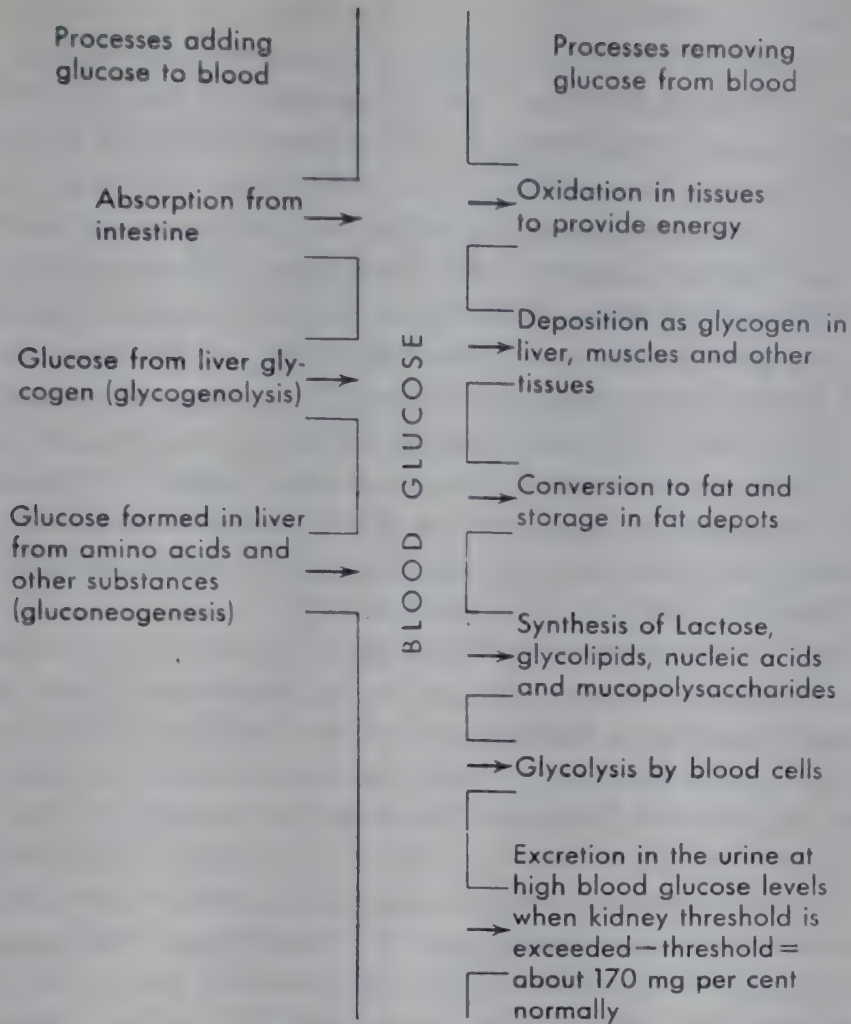 Processes adding
glucose to blood
Absorption from
intestine
Glucose from liver gly-
cogen (glycogenolysis)
Glucose formed in liver
from amino acids and
other substances
(gluconeogenesis)
BLOOD GLUCOSE
Processes removing
glucose from blood
Oxidation in tissues
to provide energy
Deposition as glycogen in
liver, muscles and other
tissues
Conversion to fat and
storage in fat depots
Synthesis of Lactose,
glycolipids, nucleic acids
and mucopolysaccharides
Glycolysis by blood cells
Excretion in the urine at
high blood glucose levels
when kidney threshold is
exceeded—threshold =
about 170 mg per cent
normally